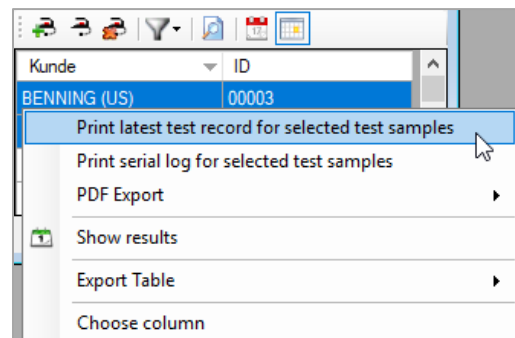 Kunde ID
BENNING (US) 00003
Print latest test record for selected test samples
Print serial log for selected test samples
PDF Export
Show results
Export Table
Choose column